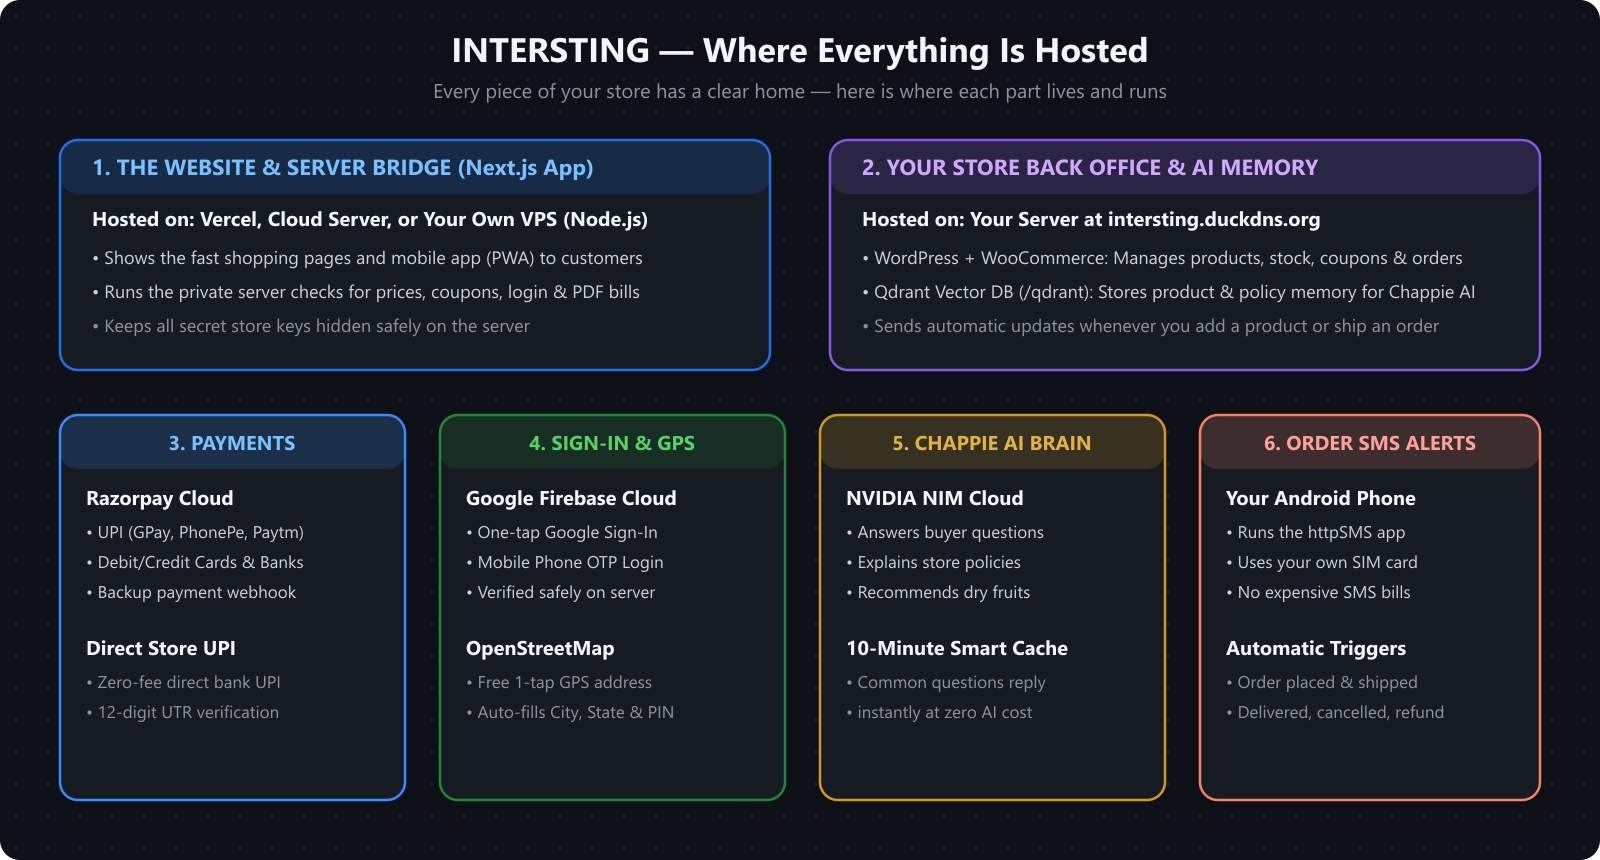 INTERSTING — Where Everything Is Hosted
Every piece of your store has a clear home — here is where each part lives and runs
1. THE WEBSITE & SERVER BRIDGE (Next.js App)
Hosted on: Vercel, Cloud Server, or Your Own VPS (Node.js)
• Shows the fast shopping pages and mobile app (PWA) to customers
• Runs the private server checks for prices, coupons, login & PDF bills
• Keeps all secret store keys hidden safely on the server
2. YOUR STORE BACK OFFICE & AI MEMORY
Hosted on: Your Server at intersting.duckdns.org
• WordPress + WooCommerce: Manages products, stock, coupons & orders
• Qdrant Vector DB (/qdrant): Stores product & policy memory for Chappie AI
• Sends automatic updates whenever you add a product or ship an order
3. PAYMENTS
Razorpay Cloud
• UPI (GPay, PhonePe, Paytm)
• Debit/Credit Cards & Banks
• Backup payment webhook
Direct Store UPI
• Zero-fee direct bank UPI
• 12-digit UTR verification
4. SIGN-IN & GPS
Google Firebase Cloud
• One-tap Google Sign-In
• Mobile Phone OTP Login
• Verified safely on server
OpenStreetMap
• Free 1-tap GPS address
• Auto-fills City, State & PIN
5. CHAPPIE AI BRAIN
NVIDIA NIM Cloud
• Answers buyer questions
• Explains store policies
• Recommends dry fruits
10-Minute Smart Cache
• Common questions reply
• instantly at zero AI cost
6. ORDER SMS ALERTS
Your Android Phone
• Runs the httpSMS app
• Uses your own SIM card
• No expensive SMS bills
Automatic Triggers
• Order placed & shipped
• Delivered, cancelled, refund